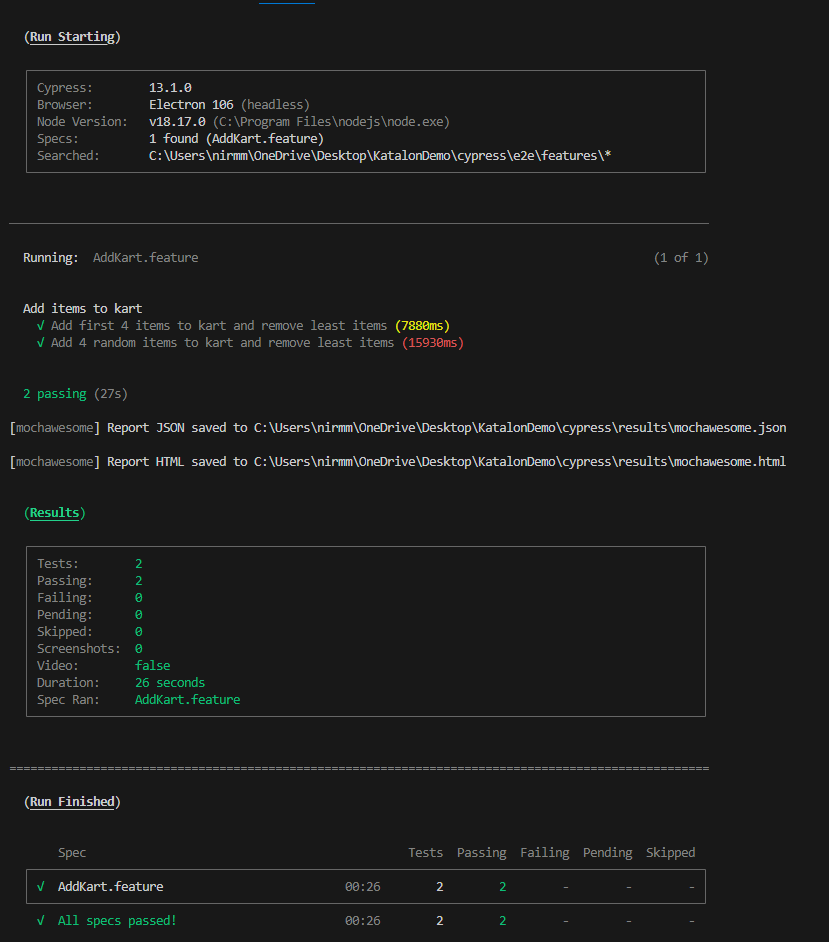 (Run Starting)
Cypress: 13.1.0
Browser: Electron 106 (headless)
Node Version: v18.17.0 (C:\Program Files\nodejs\node.exe)
Specs: 1 found (AddKart.feature)
Searched: C:\Users\nirmm\OneDrive\Desktop\KatalonDemo\cypress\e2e\features\*
Running: AddKart.feature (1 of 1)
Add items to kart
√ Add first 4 items to kart and remove least items (7880ms)
√ Add 4 random items to kart and remove least items (15930ms)
2 passing (27s)
[mochawesome] Report JSON saved to C:\Users\nirmm\OneDrive\Desktop\KatalonDemo\cypress\results\mochawesome.json
[mochawesome] Report HTML saved to C:\Users\nirmm\OneDrive\Desktop\KatalonDemo\cypress\results\mochawesome.html
(Results)
Tests: 2
Passing: 2
Failing: 0
Pending: 0
Skipped: 0
Screenshots: 0
Video: false
Duration: 26 seconds
Spec Ran: AddKart.feature
====================================================================================================
(Run Finished)
Spec Tests Passing Failing Pending Skipped
√ AddKart.feature 00:26 2 2 - - -
√ All specs passed! 00:26 2 2 - - -